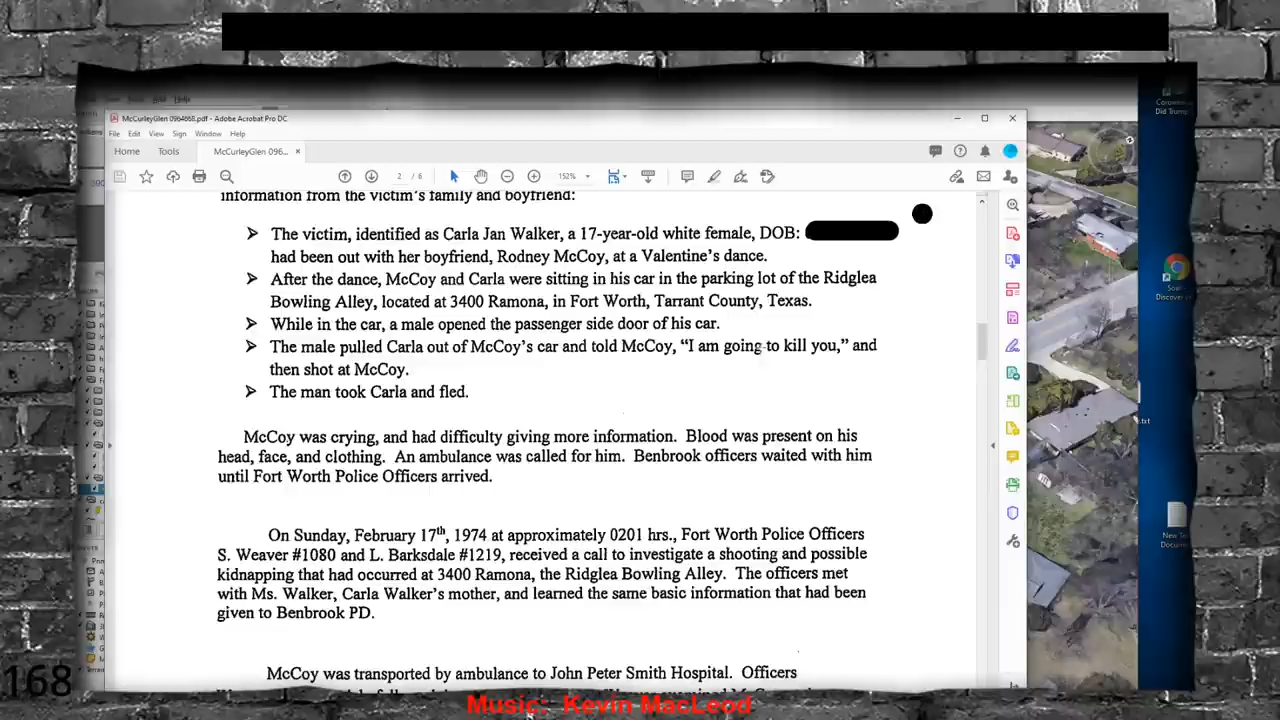 Help
McCurleyGlen 0964668.pdf - Adobe Acrobat Pro DC
File Edit View Sign Window Help
Home Tools McCurleyGlen 096... ×
2 / 6 152%
information from the victim's family and boyfriend:
➢ The victim, identified as Carla Jan Walker, a 17-year-old white female, DOB:
had been out with her boyfriend, Rodney McCoy, at a Valentine's dance.
➢ After the dance, McCoy and Carla were sitting in his car in the parking lot of the Ridglea
Bowling Alley, located at 3400 Ramona, in Fort Worth, Tarrant County, Texas.
➢ While in the car, a male opened the passenger side door of his car.
➢ The male pulled Carla out of McCoy's car and told McCoy, "I am going to kill you," and
then shot at McCoy.
➢ The man took Carla and fled.
McCoy was crying, and had difficulty giving more information. Blood was present on his
head, face, and clothing. An ambulance was called for him. Benbrook officers waited with him
until Fort Worth Police Officers arrived.
On Sunday, February 17th, 1974 at approximately 0201 hrs., Fort Worth Police Officers
S. Weaver #1080 and L. Barksdale #1219, received a call to investigate a shooting and possible
kidnapping that had occurred at 3400 Ramona, the Ridglea Bowling Alley. The officers met
with Ms. Walker, Carla Walker's mother, and learned the same basic information that had been
given to Benbrook PD.
McCoy was transported by ambulance to John Peter Smith Hospital. Officers
Did Trump
Discover
.txt
New Te
Documen
168
Music: Kevin MacLeod